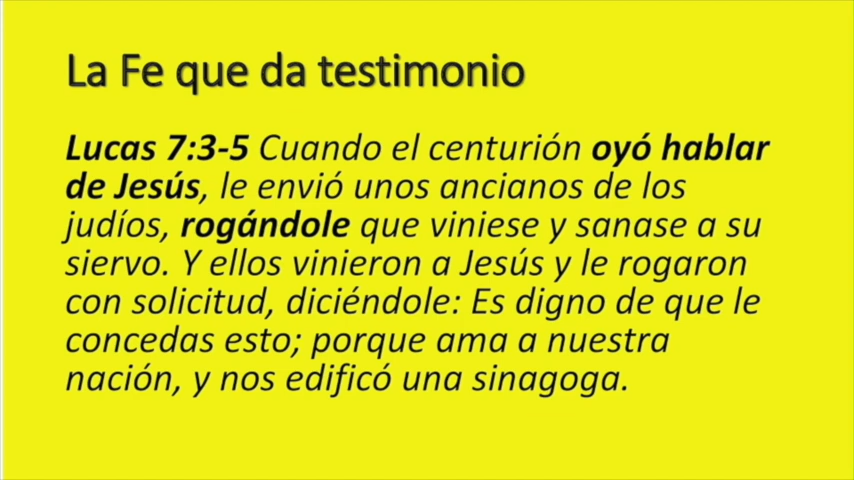 La Fe que da testimonio
Lucas 7:3-5 Cuando el centurión oyó hablar
de Jesús, le envió unos ancianos de los
judíos, rogándole que viniese y sanase a su
siervo. Y ellos vinieron a Jesús y le rogaron
con solicitud, diciéndole: Es digno de que le
concedas esto; porque ama a nuestra
nación, y nos edificó una sinagoga.